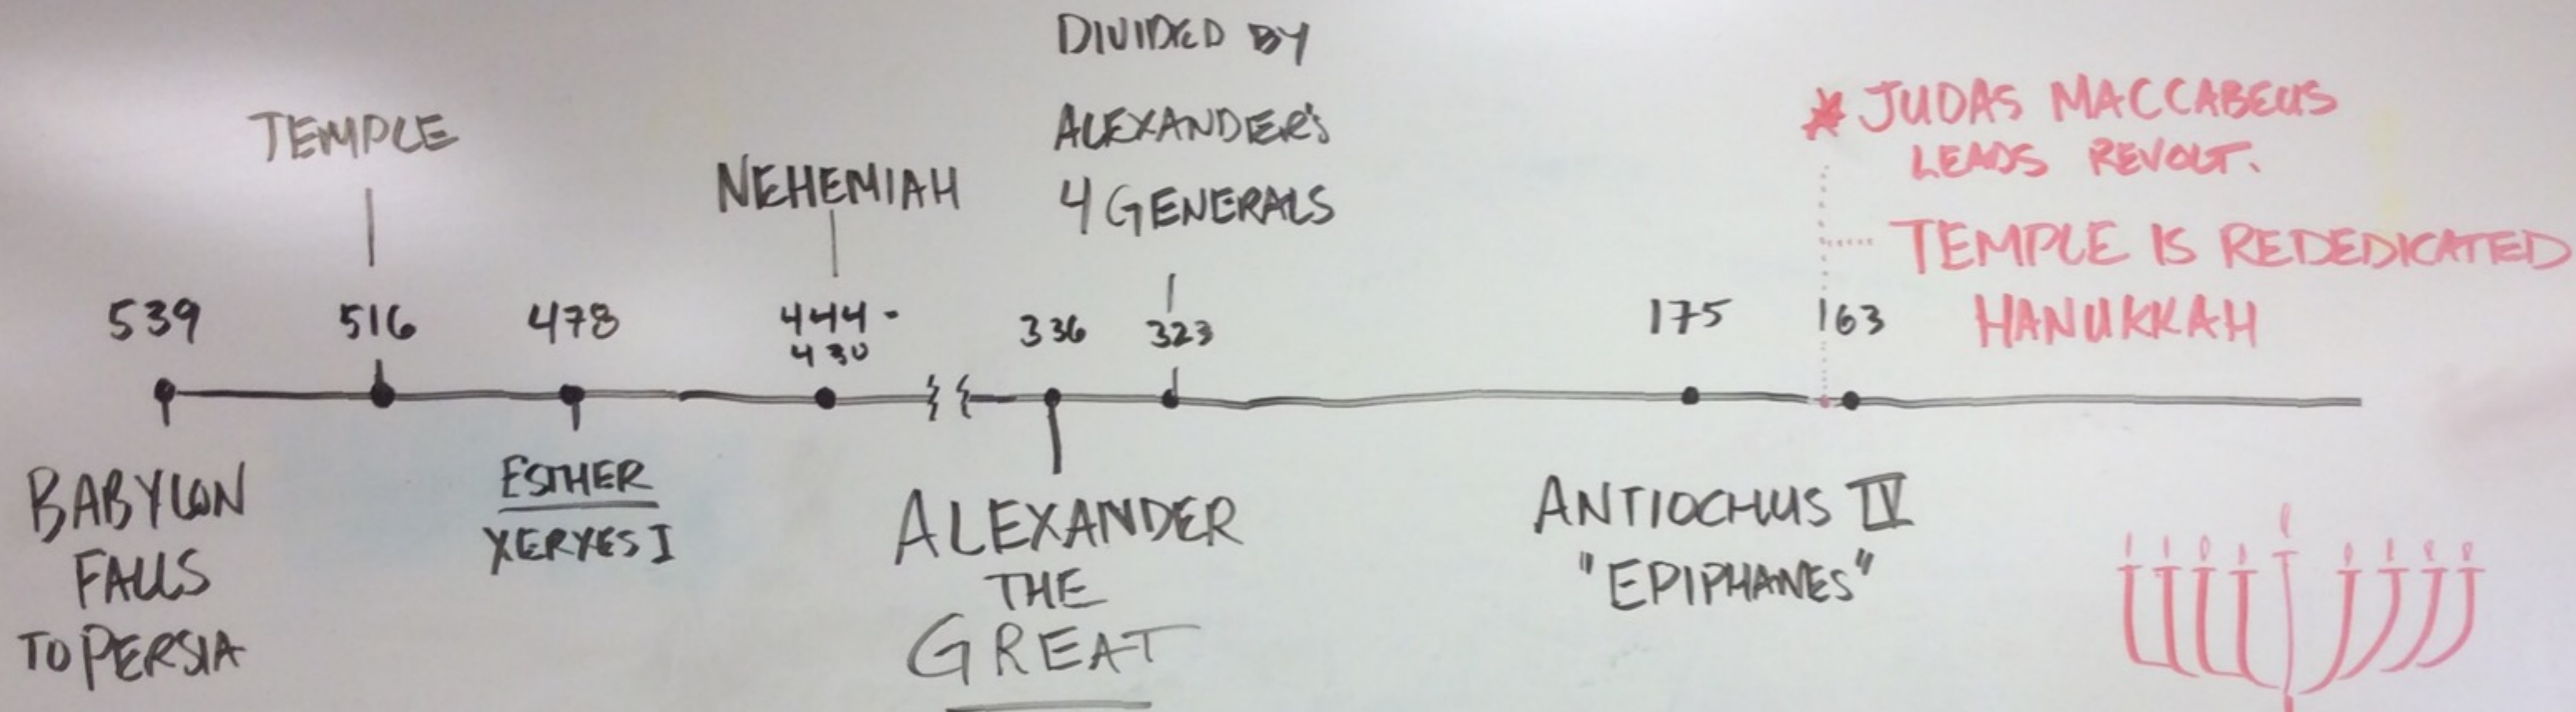 DIVIDED BY
ALEXANDER'S
4 GENERALS
TEMPLE
NEHEMIAH
* JUDAS MACCABEUS
LEADS REVOLT.
TEMPLE IS REDEDICATED
HANUKKAH
539
516
478
444-
430
336
323
175
163
BABYLON
FALLS
TO PERSIA
ESTHER
XERXES I
ALEXANDER
THE
GREAT
ANTIOCHUS IV
"EPIPHANES"